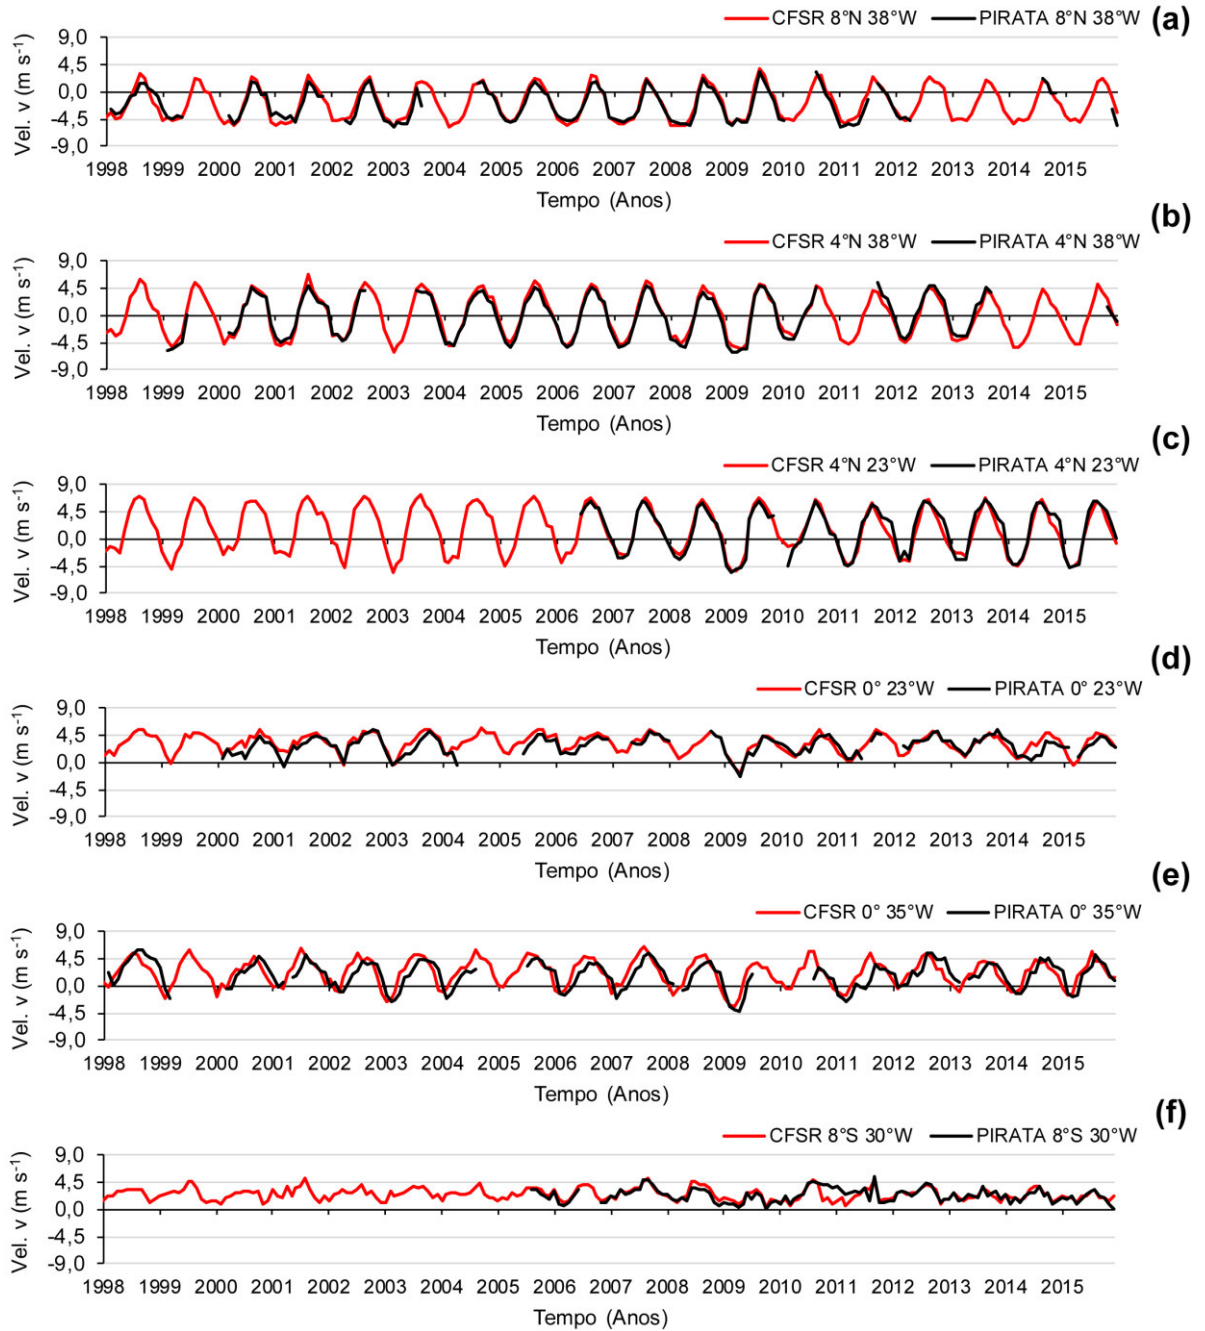 (a)
CFSR 8°N 38°W PIRATA 8°N 38°W
Vel. v (m s⁻¹)
9,0
4,5
0,0
-4,5
-9,0
1998 1999 2000 2001 2002 2003 2004 2005 2006 2007 2008 2009 2010 2011 2012 2013 2014 2015
Tempo (Anos)
(b)
CFSR 4°N 38°W PIRATA 4°N 38°W
Vel. v (m s⁻¹)
9,0
4,5
0,0
-4,5
-9,0
1998 1999 2000 2001 2002 2003 2004 2005 2006 2007 2008 2009 2010 2011 2012 2013 2014 2015
Tempo (Anos)
(c)
CFSR 4°N 23°W PIRATA 4°N 23°W
Vel. v (m s⁻¹)
9,0
4,5
0,0
-4,5
-9,0
1998 1999 2000 2001 2002 2003 2004 2005 2006 2007 2008 2009 2010 2011 2012 2013 2014 2015
Tempo (Anos)
(d)
CFSR 0° 23°W PIRATA 0° 23°W
Vel. v (m s⁻¹)
9,0
4,5
0,0
-4,5
-9,0
1998 1999 2000 2001 2002 2003 2004 2005 2006 2007 2008 2009 2010 2011 2012 2013 2014 2015
Tempo (Anos)
(e)
CFSR 0° 35°W PIRATA 0° 35°W
Vel. v (m s⁻¹)
9,0
4,5
0,0
-4,5
-9,0
1998 1999 2000 2001 2002 2003 2004 2005 2006 2007 2008 2009 2010 2011 2012 2013 2014 2015
Tempo (Anos)
(f)
CFSR 8°S 30°W PIRATA 8°S 30°W
Vel. v (m s⁻¹)
9,0
4,5
0,0
-4,5
-9,0
1998 1999 2000 2001 2002 2003 2004 2005 2006 2007 2008 2009 2010 2011 2012 2013 2014 2015
Tempo (Anos)